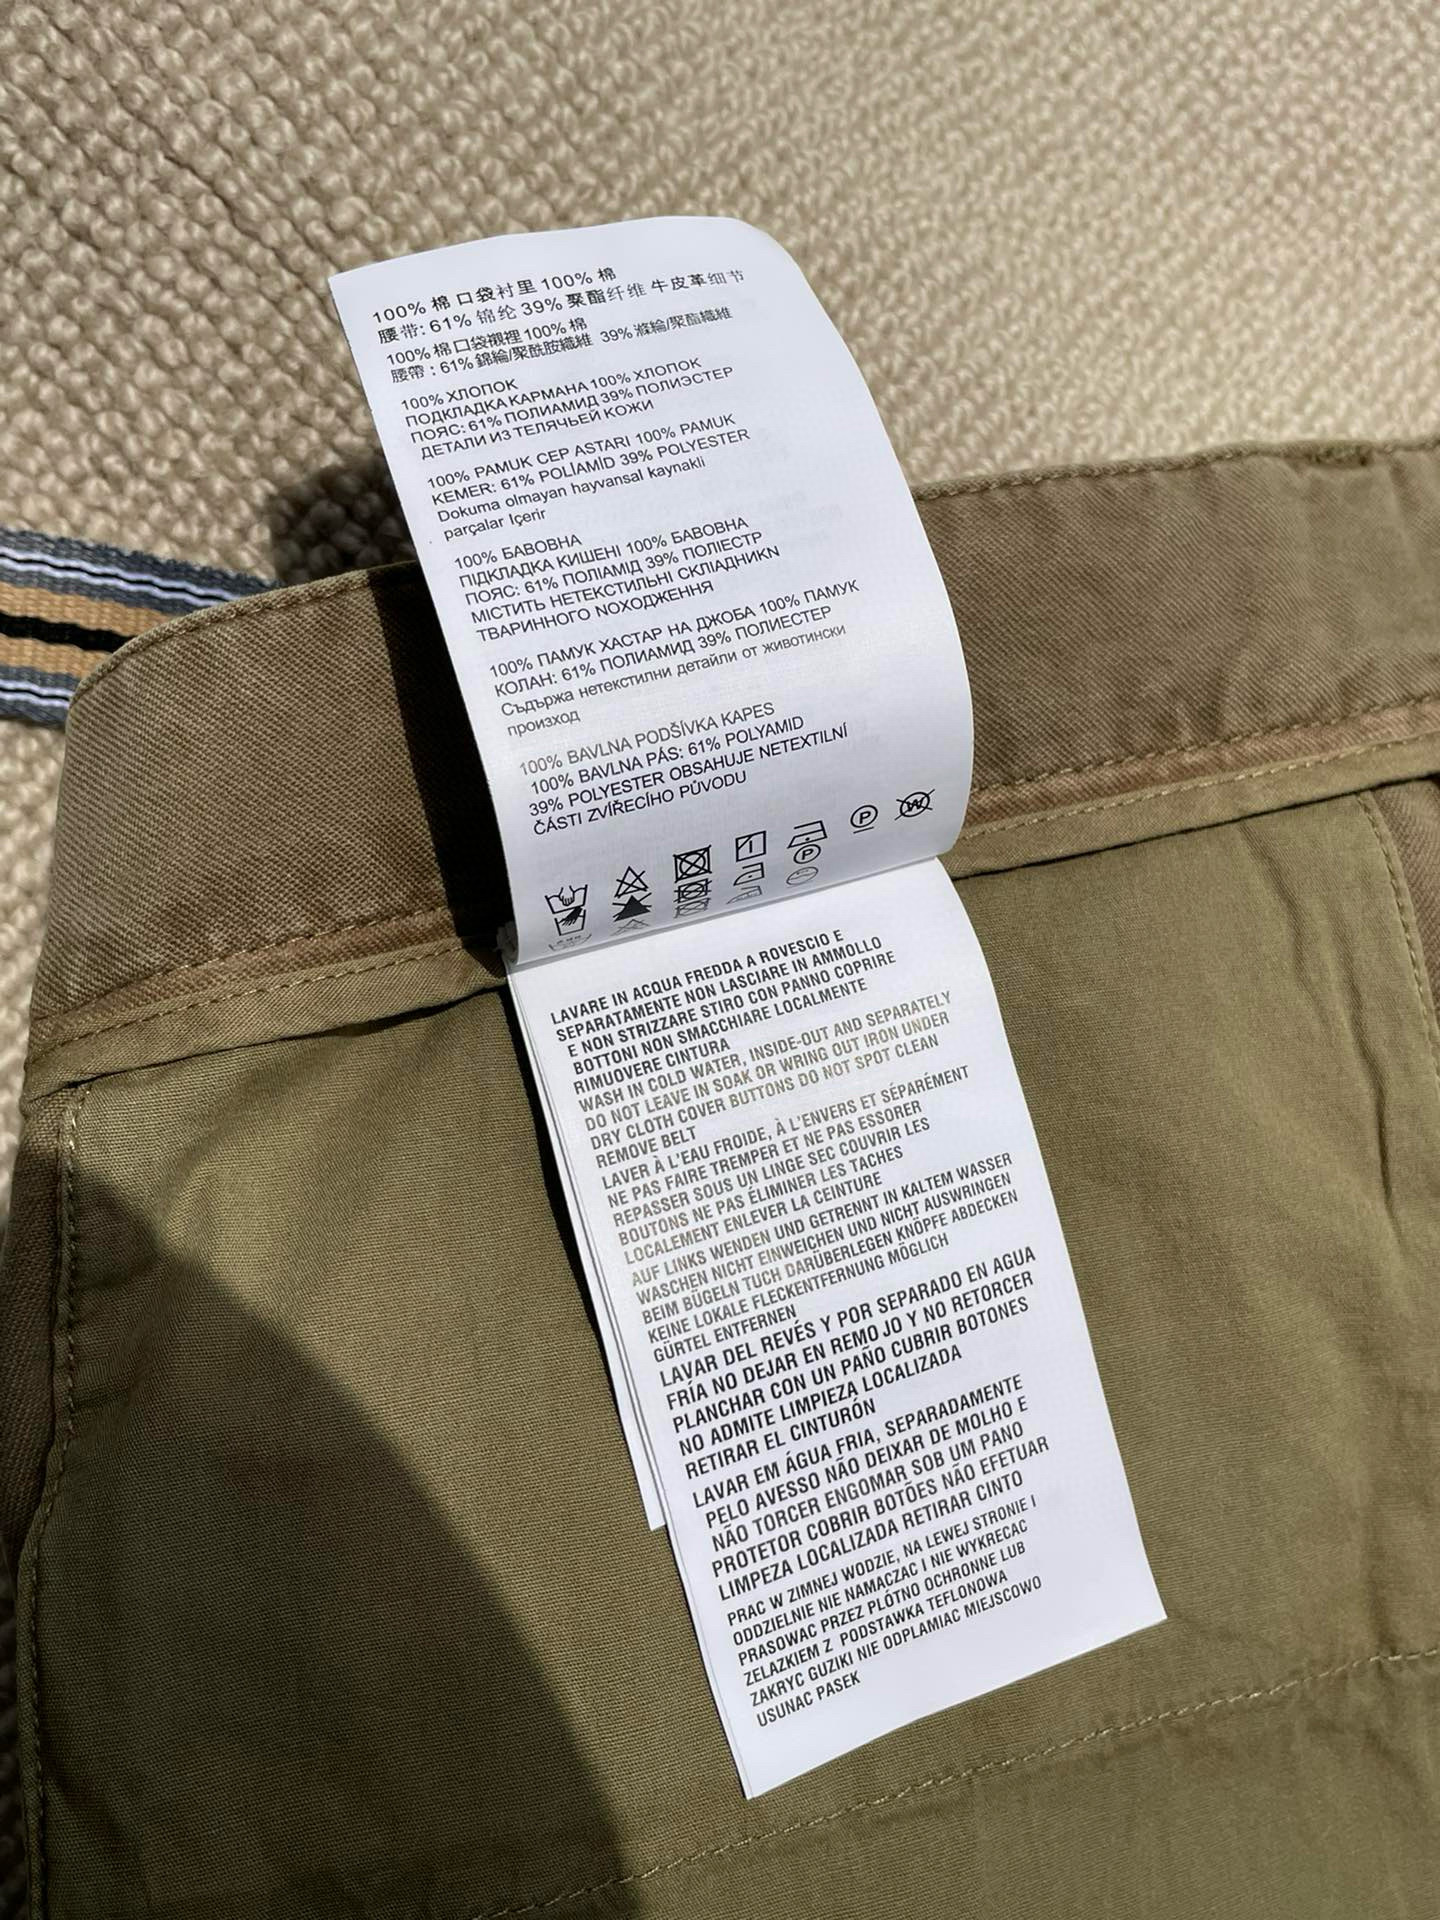 100% 棉 口袋衬里 100% 棉
腰带: 61% 锦纶 39% 聚酯纤维 牛皮革细节
100% 棉 口袋襯裡 100% 棉
腰帶 : 61% 錦綸/聚酰胺織維 39% 滌綸/聚酯織維
100% ХЛОПОК
ПОДКЛАДКА КАРМАНА 100% ХЛОПОК
ПОЯС: 61% ПОЛИАМИД 39% ПОЛИЭСТЕР
ДЕТАЛИ ИЗ ТЕЛЯЧЬЕЙ КОЖИ
100% PAMUK CEP ASTARI 100% PAMUK
KEMER: 61% POLİAMİD 39% POLYESTER
Dokuma olmayan hayvansal kaynakli
parçalar Içerir
100% БАВОВНА
ПІДКЛАДКА КИШЕНІ 100% БАВОВНА
ПОЯС: 61% ПОЛІАМІД 39% ПОЛІЕСТР
МІСТИТЬ НЕТЕКСТИЛЬНІ СКЛІАДНИКN
ТВАРИННОГО NОХОДЖЕННЯ
100% ПАМУК ХАСТАР НА ДЖОБА 100% ПАМУК
КОЛАН: 61% ПОЛИАМИД 39% ПОЛИЕСТЕР
Съдържа нетекстилни детайли от животински
произход
100% BAVLNA PODŠÍVKA KAPES
100% BAVLNA PÁS: 61% POLYAMID
39% POLYESTER OBSAHUJE NETEXTILNÍ
ČÁSTI ZVÍŘECÍHO PŮVODU
P W
P
LAVARE IN ACQUA FREDDA A ROVESCIO E
SEPARATAMENTE NON LASCIARE IN AMMOLLO
E NON STRIZZARE STIRO CON PANNO COPRIRE
BOTTONI NON SMACCHIARE LOCALMENTE
RIMUOVERE CINTURA
WASH IN COLD WATER, INSIDE-OUT AND SEPARATELY
DO NOT LEAVE IN SOAK OR WRING OUT IRON UNDER
DRY CLOTH COVER BUTTONS DO NOT SPOT CLEAN
REMOVE BELT
LAVER À L'EAU FROIDE, À L'ENVERS ET SÉPARÉMENT
NE PAS FAIRE TREMPER ET NE PAS ESSORER
REPASSER SOUS UN LINGE SEC COUVRIR LES
BOUTONS NE PAS ÉLIMINER LES TACHES
LOCALEMENT ENLEVER LA CEINTURE
AUF LINKS WENDEN UND GETRENNT IN KALTEM WASSER
WASCHEN NICHT EINWEICHEN UND NICHT AUSWRINGEN
BEIM BÜGELN TUCH DARÜBERLEGEN KNÖPFE ABDECKEN
KEINE LOKALE FLECKENTFERNUNG MÖGLICH
GÜRTEL ENTFERNEN
LAVAR DEL REVÉS Y POR SEPARADO EN AGUA
FRÍA NO DEJAR EN REMO JO Y NO RETORCER
PLANCHAR CON UN PAÑO CUBRIR BOTONES
NO ADMITE LIMPIEZA LOCALIZADA
RETIRAR EL CINTURÓN
LAVAR EM ÁGUA FRIA, SEPARADAMENTE
PELO AVESSO NÃO DEIXAR DE MOLHO E
NÃO TORCER ENGOMAR SOB UM PANO
PROTETOR COBRIR BOTÕES NÃO EFETUAR
LIMPEZA LOCALIZADA RETIRAR CINTO
PRAC W ZIMNEJ WODZIE, NA LEWEJ STRONIE I
ODDZIELNIE NIE NAMACZAC I NIE WYKRECAC
PRASOWAC PRZEZ PLÓTNO OCHRONNE LUB
ZELAZKIEM Z PODSTAWKA TEFLONOWA
ZAKRYC GUZIKI NIE ODPLAMIAC MIEJSCOWO
USUNAC PASEK